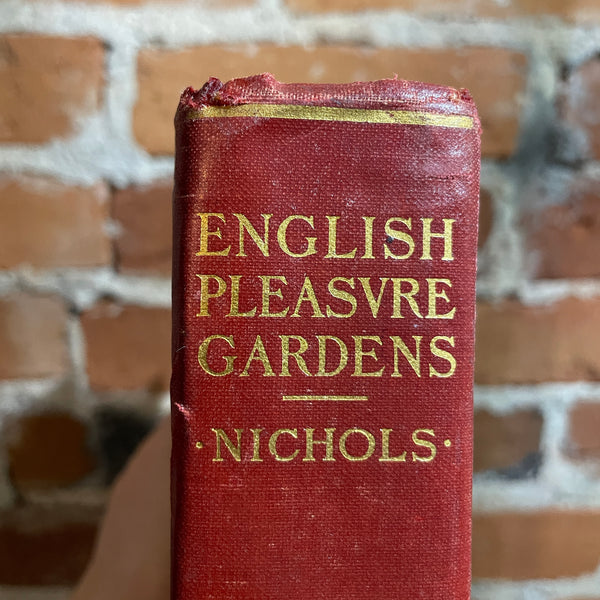 ENGLISH
PLEASVRE
GARDENS
· NICHOLS ·